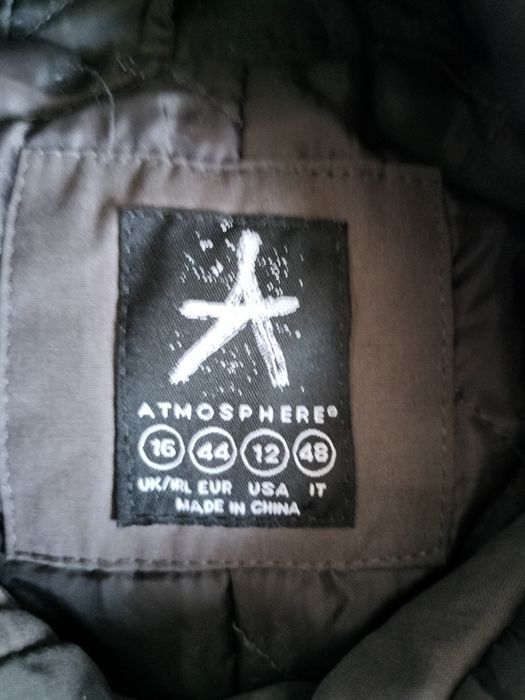 ATMOSPHERE®
16 44 12 48
UK/IRL EUR USA IT
MADE IN CHINA